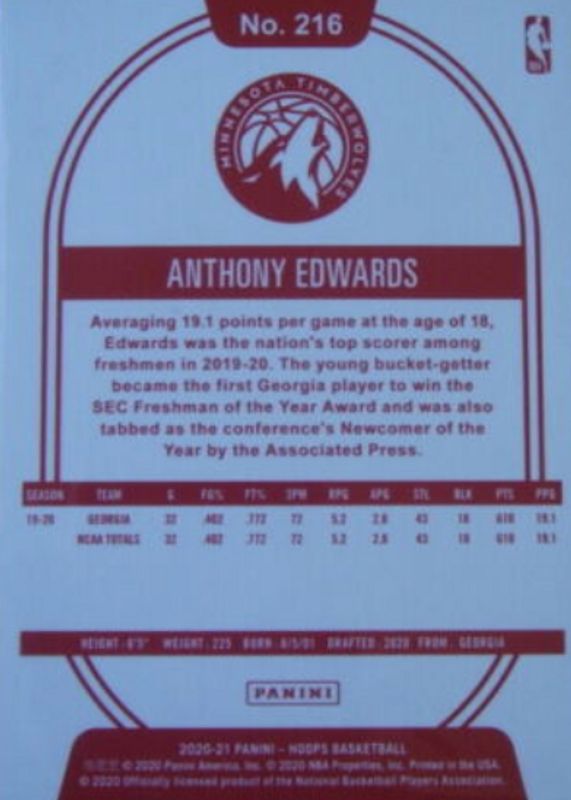 No. 216
MINNESOTA TIMBERWOLVES
ANTHONY EDWARDS
Averaging 19.1 points per game at the age of 18,
Edwards was the nation's top scorer among
freshmen in 2019-20. The young bucket-getter
became the first Georgia player to win the
SEC Freshman of the Year Award and was also
tabbed as the conference's Newcomer of the
Year by the Associated Press.
SEASON TEAM G FG% FT% 3PM RPG APG STL BLK PTS PPG
19-20 GEORGIA 32 .402 .772 72 5.2 2.8 43 18 610 19.1
NCAA TOTALS 32 .402 .772 72 5.2 2.8 43 18 610 19.1
HEIGHT: 6'5" WEIGHT: 225 BORN: 8/5/01 DRAFTED: 2020 FROM: GEORGIA
PANINI
2020-21 PANINI – HOOPS BASKETBALL
© 2020 Panini America, Inc. © 2020 NBA Properties, Inc. Printed in the USA.
© 2020 Officially licensed product of the National Basketball Players Association.